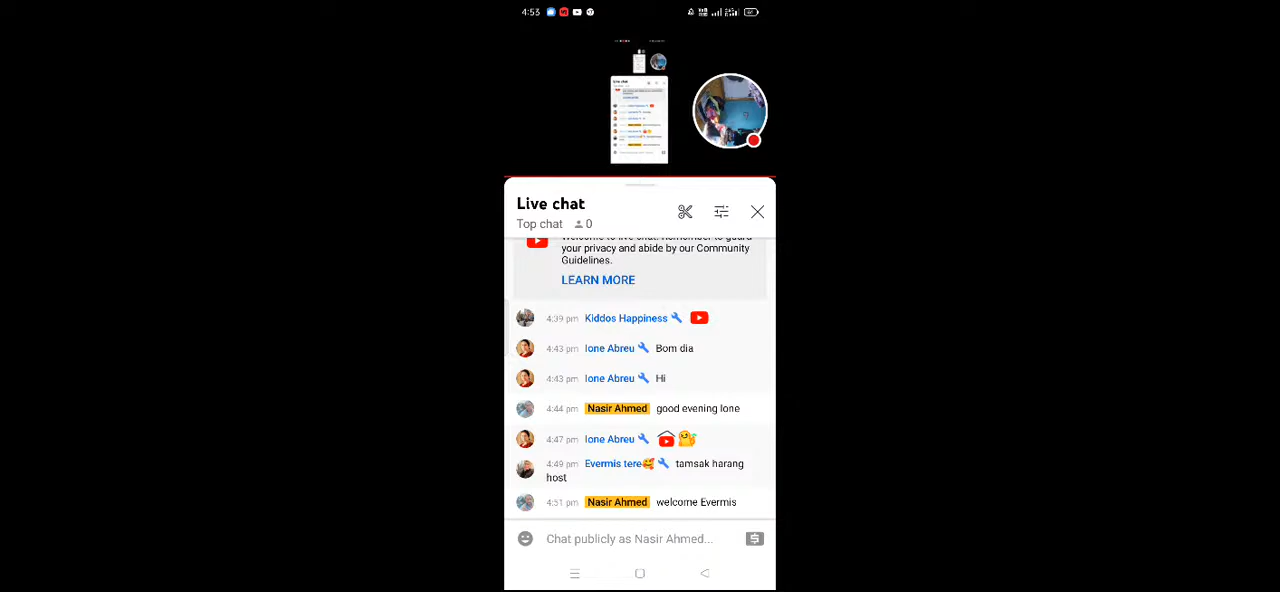 4:53
Live chat
Top chat 0
Welcome to live chat! Remember to guard
your privacy and abide by our Community
Guidelines.
LEARN MORE
4:39 pm Kiddos Happiness
4:43 pm Ione Abreu Bom dia
4:43 pm Ione Abreu Hi
4:44 pm Nasir Ahmed good evening Ione
4:47 pm Ione Abreu
4:49 pm Evermis tere🥰 tamsak harang
host
4:51 pm Nasir Ahmed welcome Evermis
Chat publicly as Nasir Ahmed...